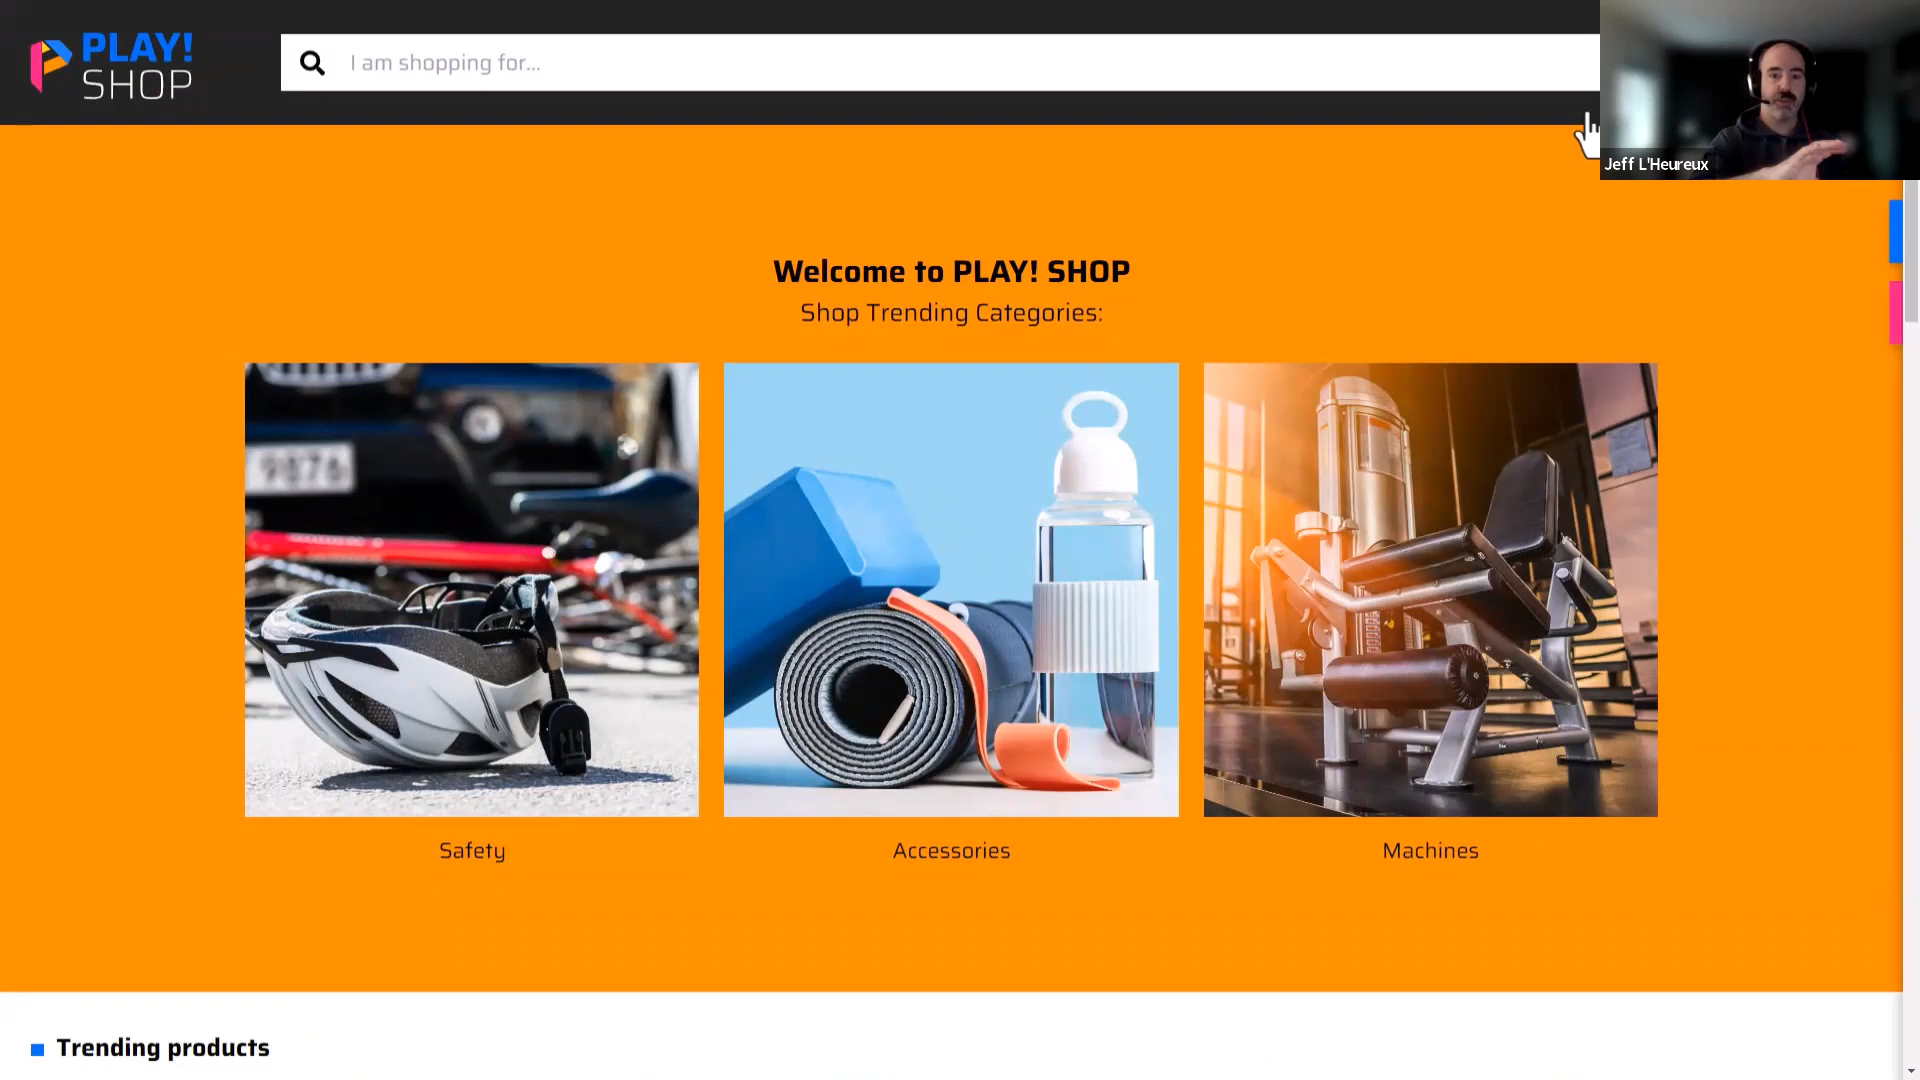 PLAY!
SHOP
I am shopping for...
Jeff L'Heureux
Welcome to PLAY! SHOP
Shop Trending Categories:
9876
Safety
Accessories
Machines
Trending products